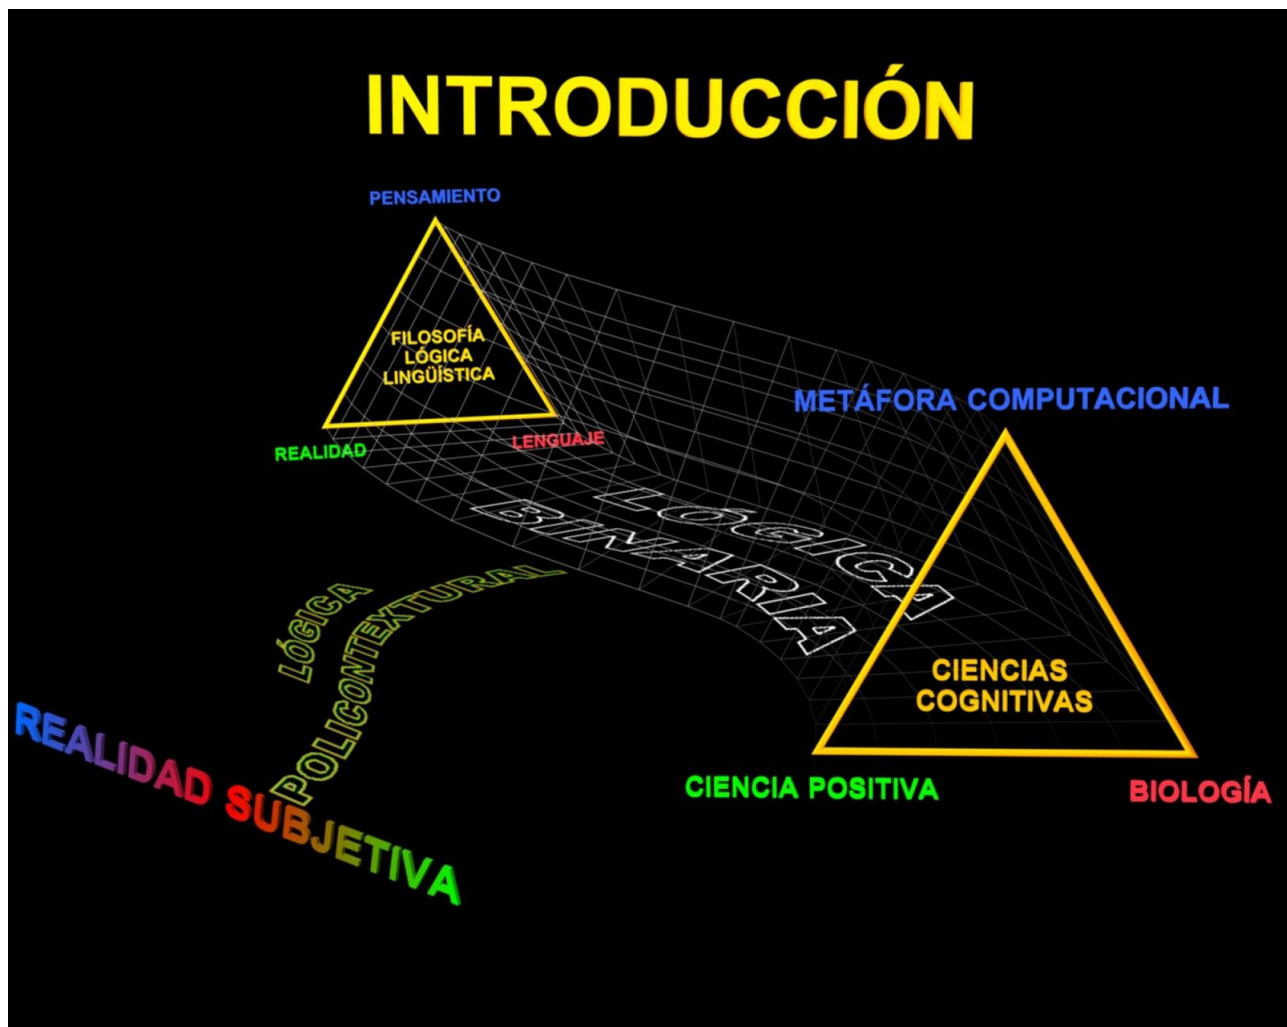 INTRODUCCIÓN
PENSAMIENTO
FILOSOFÍA
LÓGICA
LINGÜÍSTICA
REALIDAD
LENGUAJE
METÁFORA COMPUTACIONAL
LÓGICA
BINARIA
LÓGICA
POLICONTEXTURAL
CIENCIAS
COGNITIVAS
REALIDAD SUBJETIVA
CIENCIA POSITIVA
BIOLOGÍA